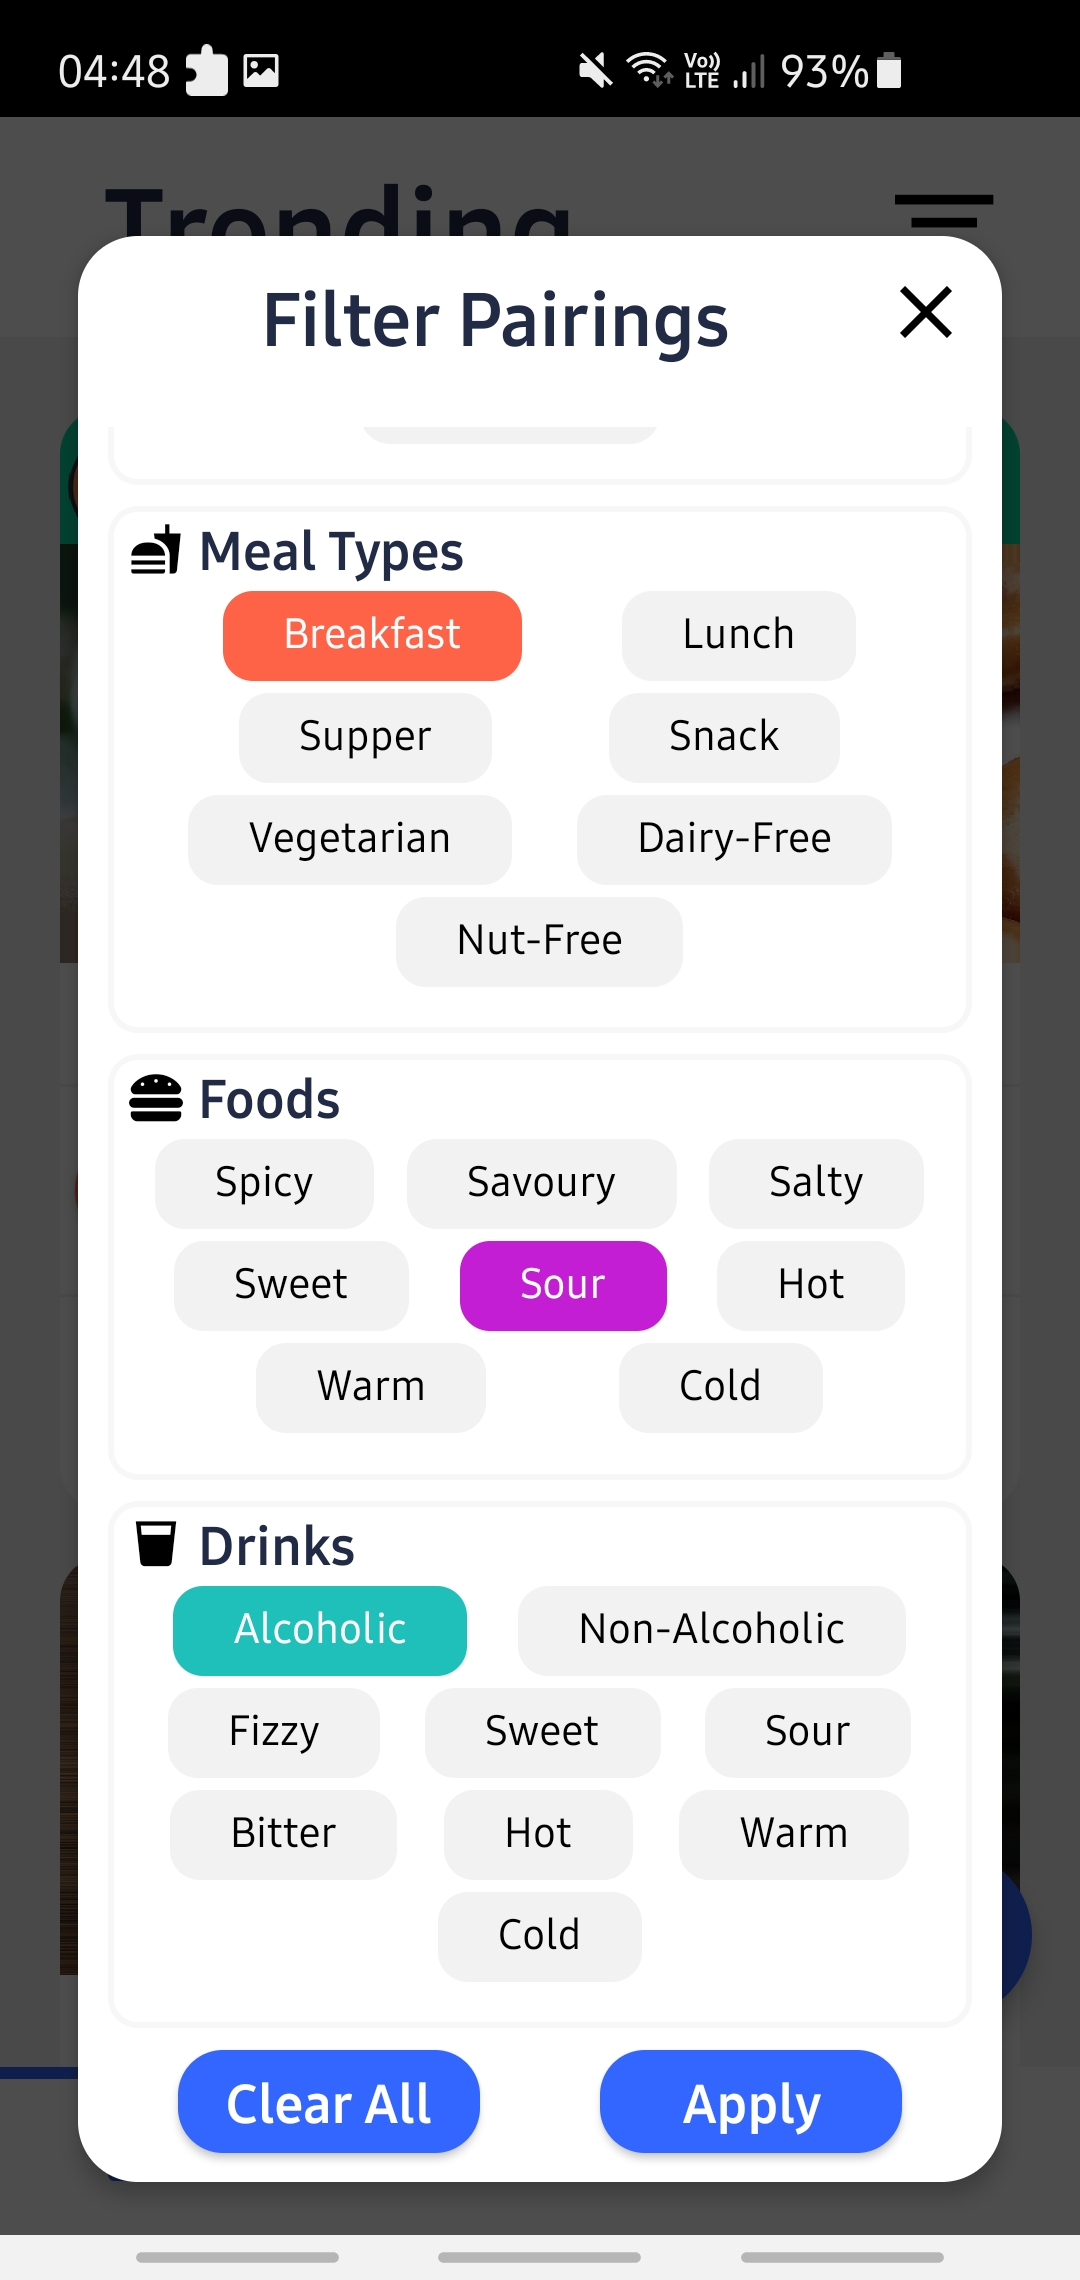 04:48 Vo)) LTE 93%
Trending
Filter Pairings
Meal Types
Breakfast Lunch
Supper Snack
Vegetarian Dairy-Free
Nut-Free
Foods
Spicy Savoury Salty
Sweet Sour Hot
Warm Cold
Drinks
Alcoholic Non-Alcoholic
Fizzy Sweet Sour
Bitter Hot Warm
Cold
Clear All Apply